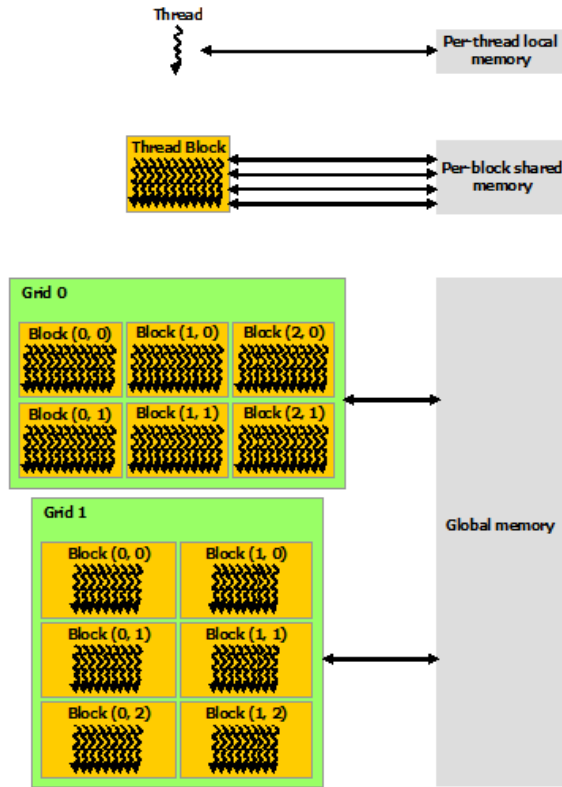 Thread
Per-thread local
memory
Thread Block
Per-block shared
memory
Grid 0
Block (0, 0)
Block (1, 0)
Block (2, 0)
Block (0, 1)
Block (1, 1)
Block (2, 1)
Global memory
Grid 1
Block (0, 0)
Block (1, 0)
Block (0, 1)
Block (1, 1)
Block (0, 2)
Block (1, 2)